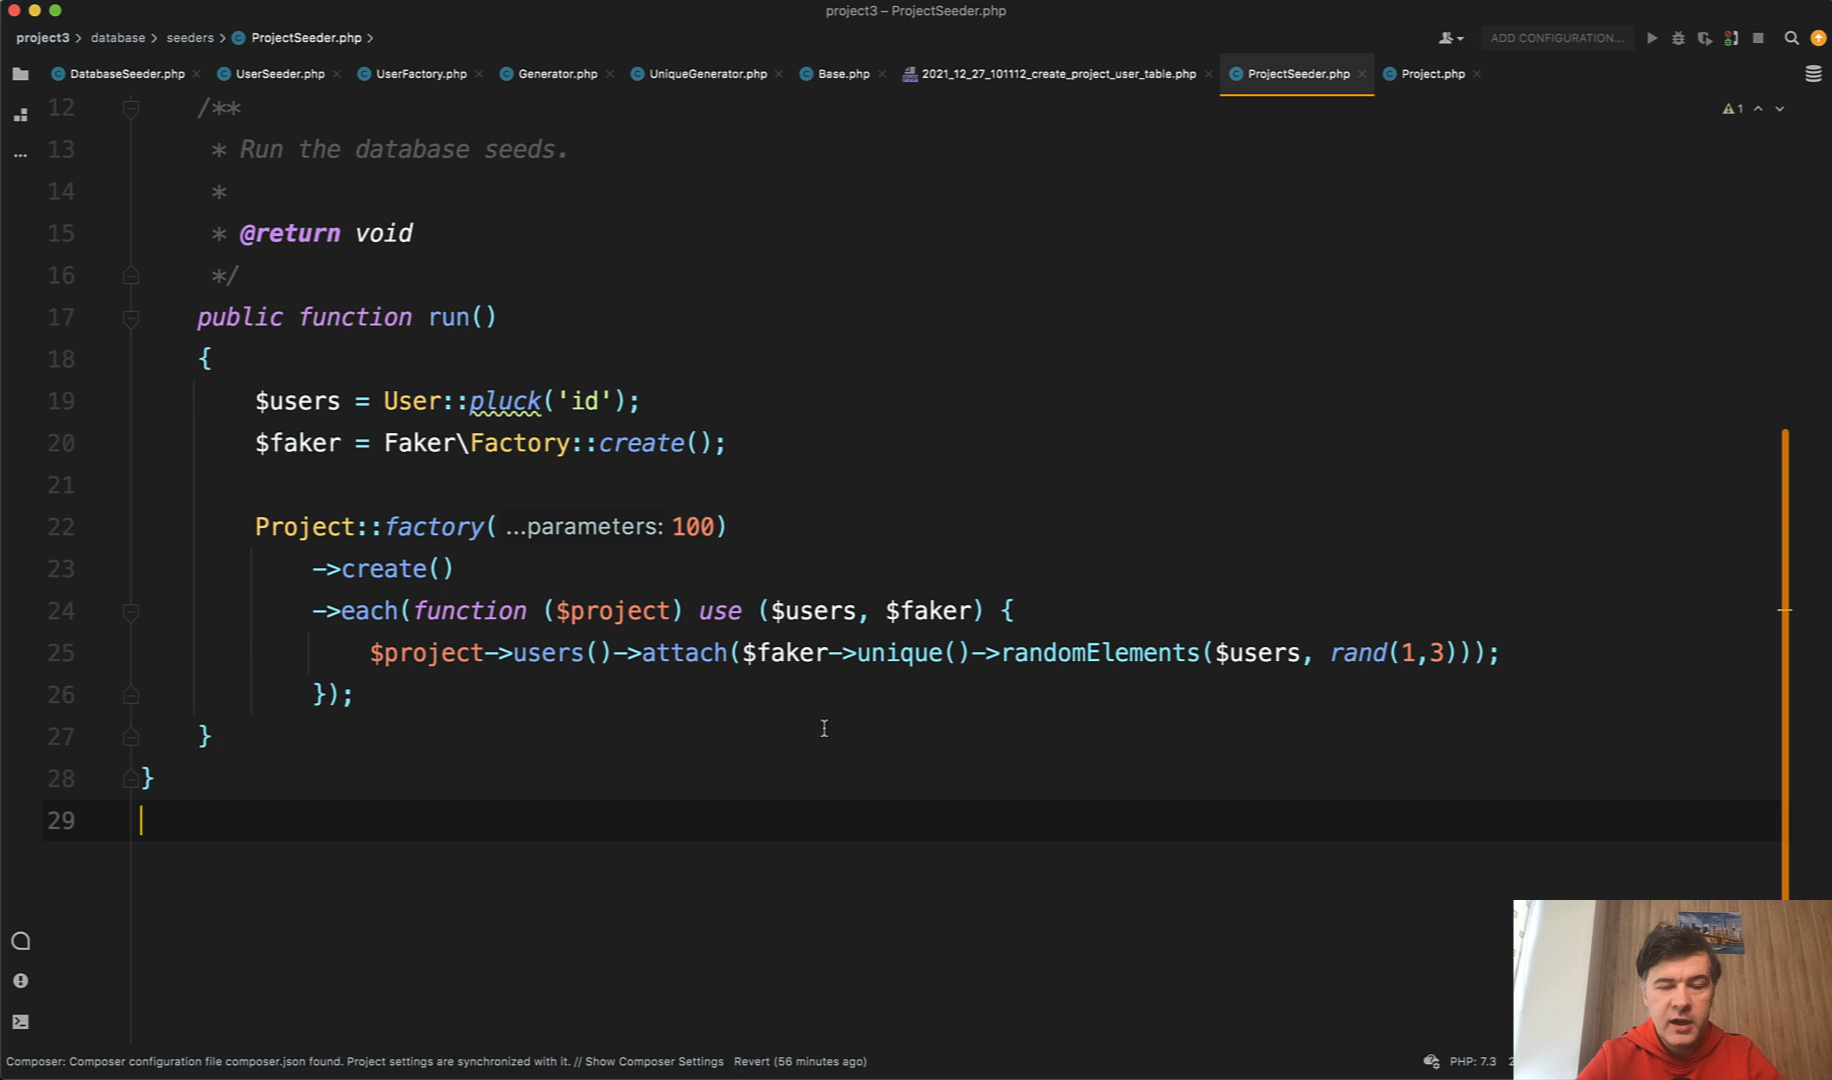 project3 – ProjectSeeder.php
project3 > database > seeders > ProjectSeeder.php >
ADD CONFIGURATION...
DatabaseSeeder.php
UserSeeder.php
UserFactory.php
Generator.php
UniqueGenerator.php
Base.php
2021_12_27_101112_create_project_user_table.php
ProjectSeeder.php
Project.php
1
12 /**
13 * Run the database seeds.
14 *
15 * @return void
16 */
17 public function run()
18 {
19 $users = User::pluck('id');
20 $faker = Faker\Factory::create();
21
22 Project::factory( ...parameters: 100)
23 ->create()
24 ->each(function ($project) use ($users, $faker) {
25 $project->users()->attach($faker->unique()->randomElements($users, rand(1,3)));
26 });
27 }
28 }
29
Composer: Composer configuration file composer.json found. Project settings are synchronized with it. // Show Composer Settings Revert (56 minutes ago)
PHP: 7.3